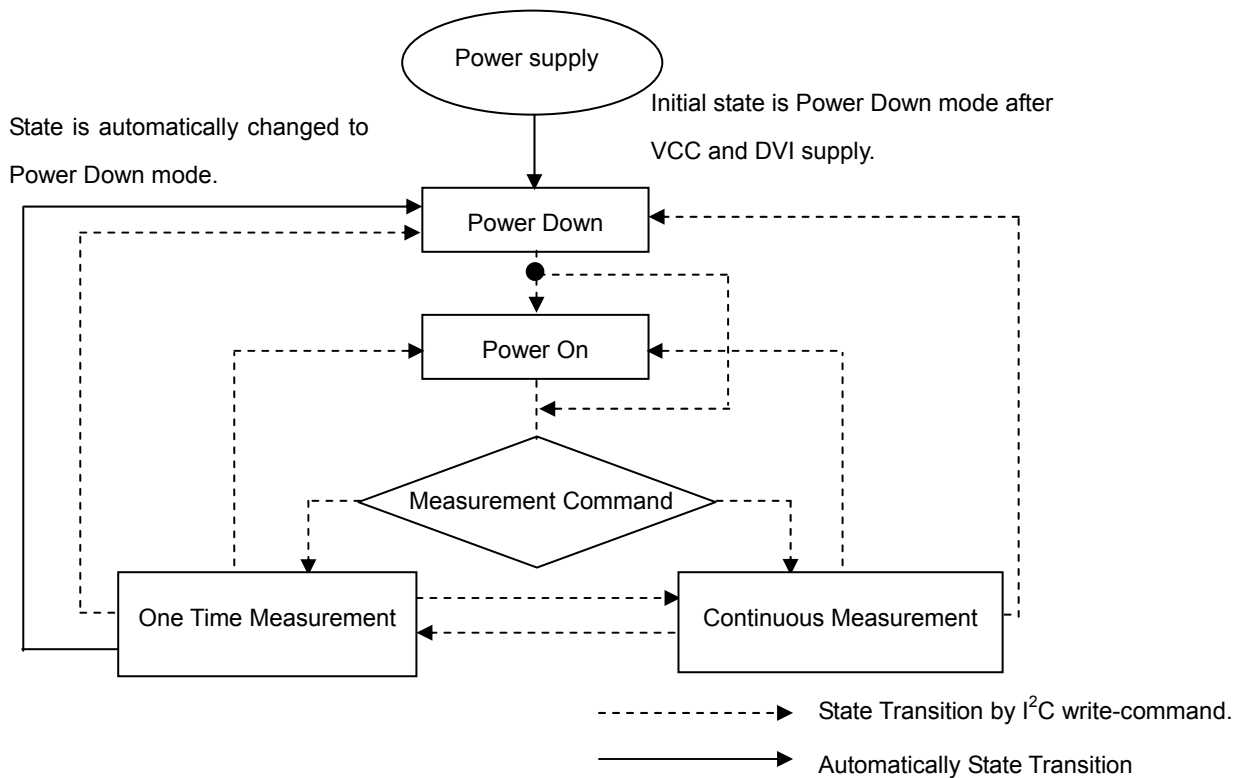 Power supply
Initial state is Power Down mode after
VCC and DVI supply.
State is automatically changed to
Power Down mode.
Power Down
Power On
Measurement Command
One Time Measurement
Continuous Measurement
State Transition by I²C write-command.
Automatically State Transition